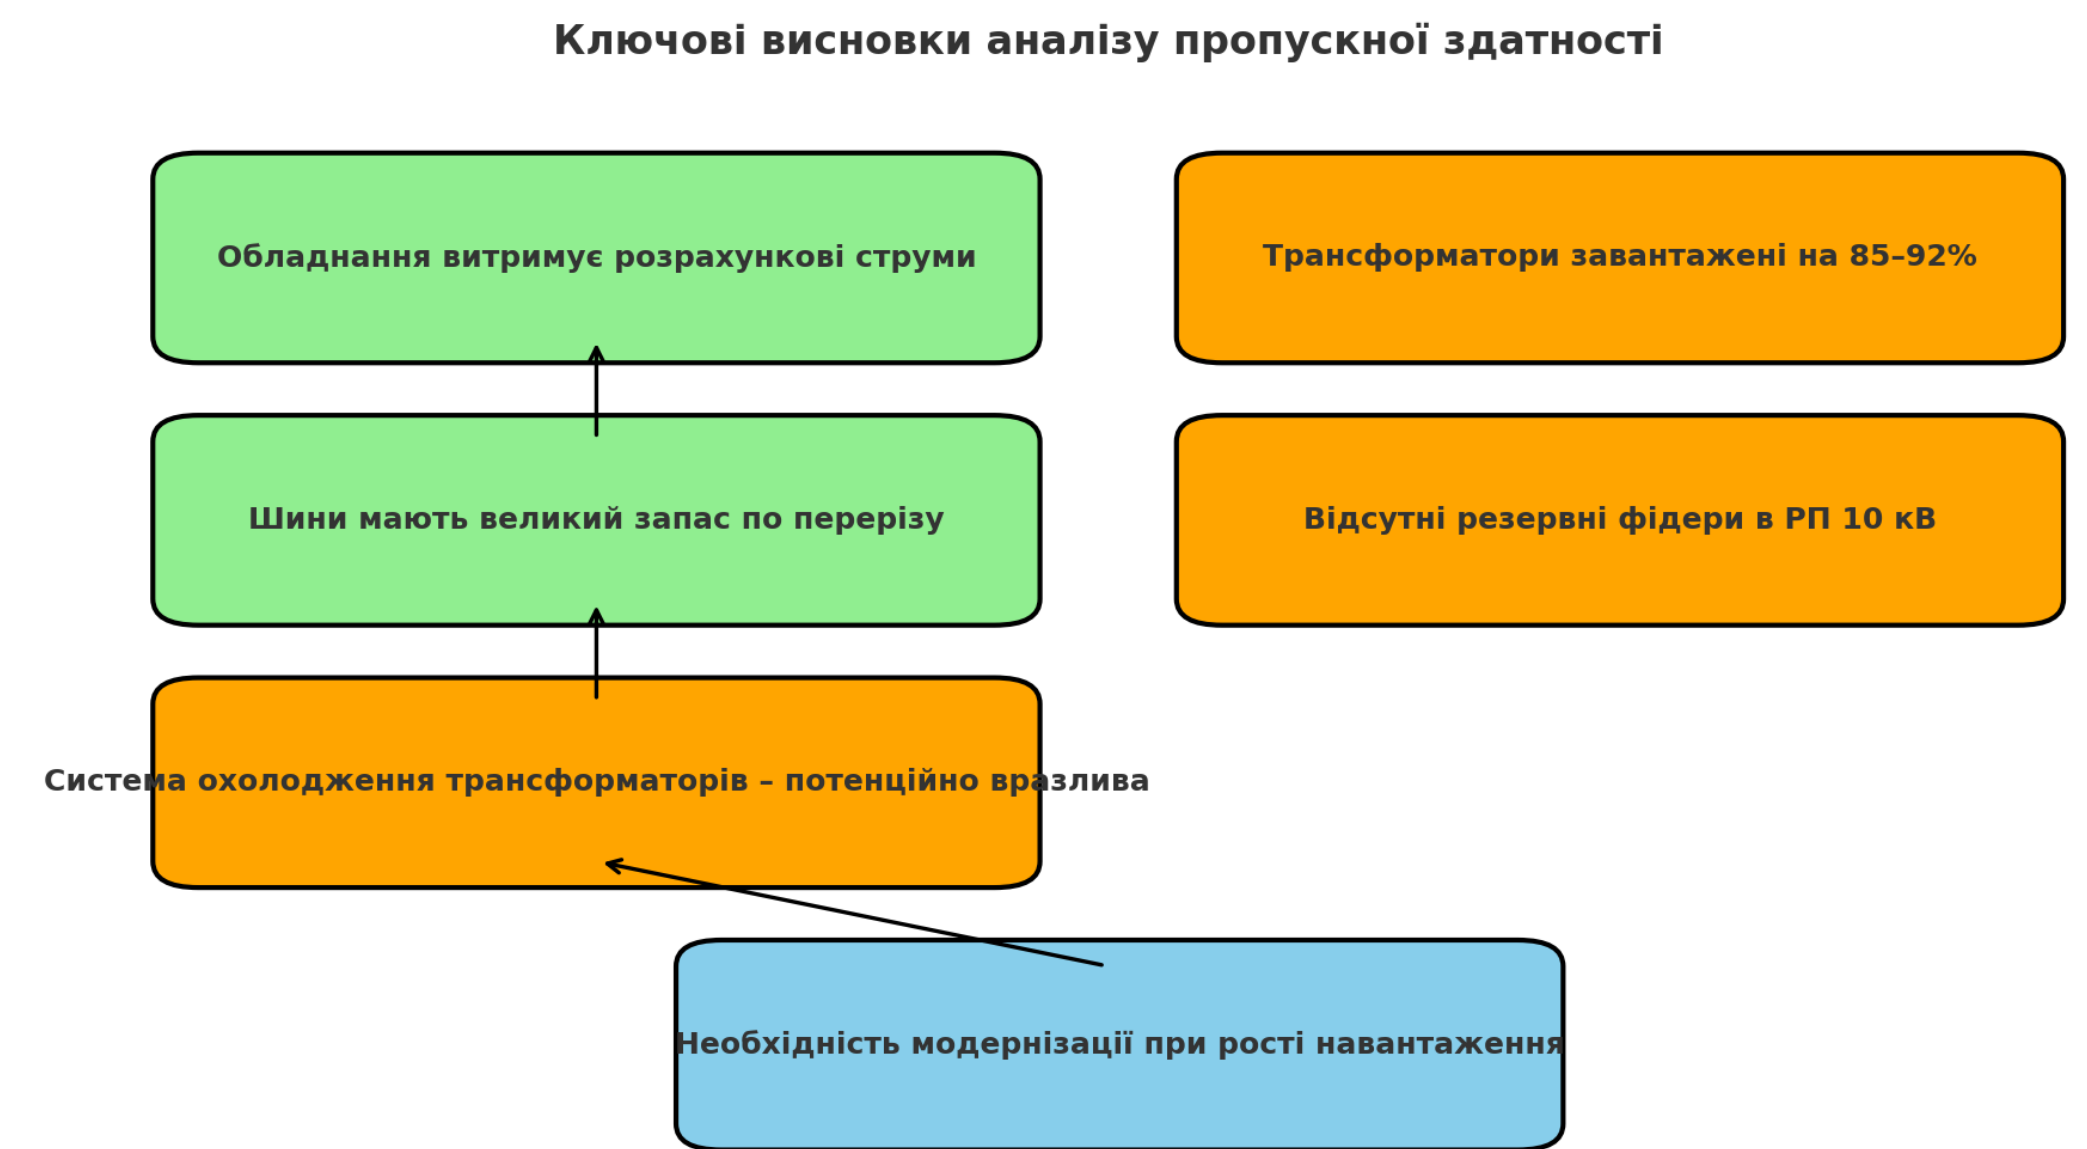 Ключові висновки аналізу пропускної здатності
Обладнання витримує розрахункові струми
Трансформатори завантажені на 85–92%
Шини мають великий запас по перерізу
Відсутні резервні фідери в РП 10 кВ
Система охолодження трансформаторів – потенційно вразлива
Необхідність модернізації при рості навантаження